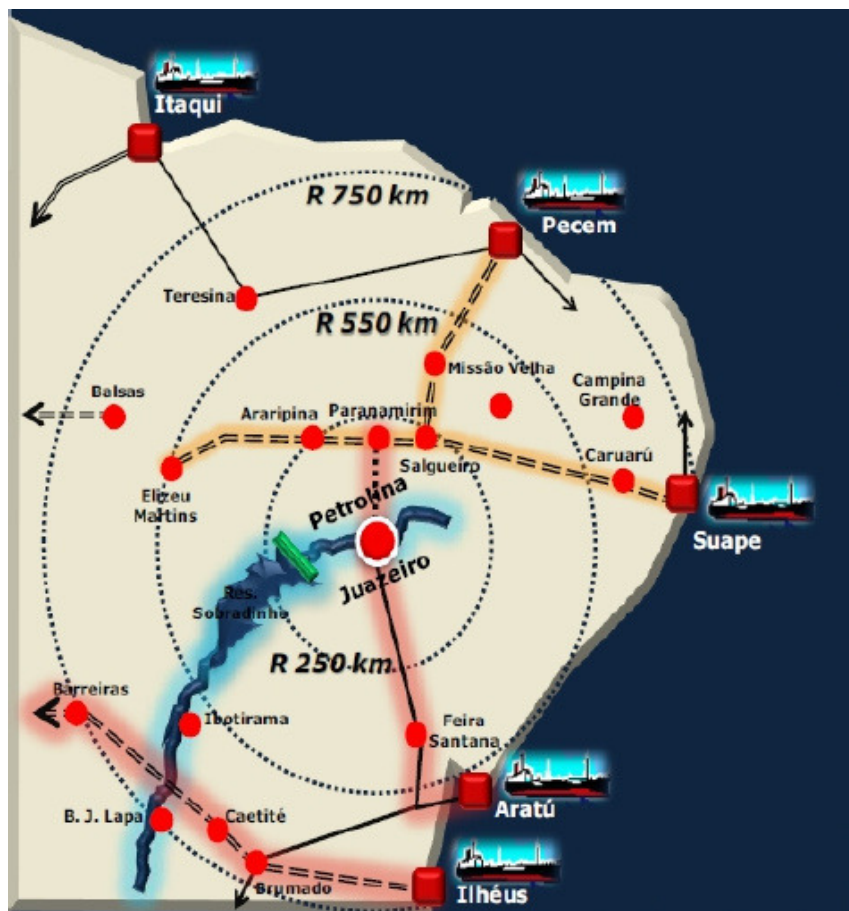 Itaqui
R 750 km
Pecem
Teresina
R 550 km
Missão Velha
Balsas
Campina
Grande
Araripina
Paranamirim
Salgueiro
Caruarú
Elizeu
Martins
Petrolina
Suape
Juazeiro
Res.
Sobradinho
R 250 km
Barreiras
Ibotirama
Feira
Santana
Aratú
B. J. Lapa
Caetité
Brumado
Ilhéus